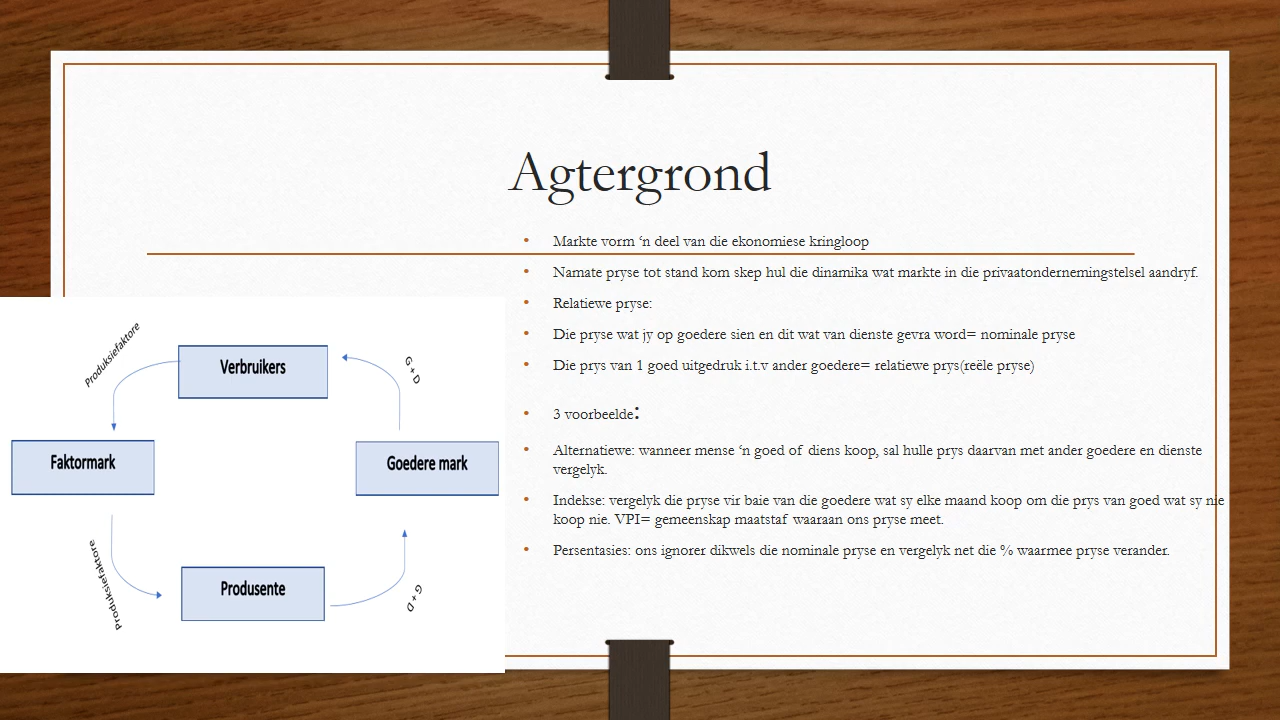 Agtergrond
• Markte vorm ‘n deel van die ekonomiese kringloop
• Namate pryse tot stand kom skep hul die dinamika wat markte in die privaatondernemingstelsel aandryf.
• Relatiewe pryse:
• Die pryse wat jy op goedere sien en dit wat van dienste gevra word= nominale pryse
• Die prys van 1 goed uitgedruk i.t.v ander goedere= relatiewe prys(reële pryse)
• 3 voorbeelde:
• Alternatiewe: wanneer mense ‘n goed of diens koop, sal hulle prys daarvan met ander goedere en dienste
vergelyk.
• Indekse: vergelyk die pryse vir baie van die goedere wat sy elke maand koop om die prys van goed wat sy nie
koop nie. VPI= gemeenskap maatstaf waaraan ons pryse meet.
• Persentasies: ons ignorer dikwels die nominale pryse en vergelyk net die % waarmee pryse verander.
Produksiefaktore
Verbruikers
G + D
Faktormark
Goedere mark
Produksiefaktore
Produsente
G + D